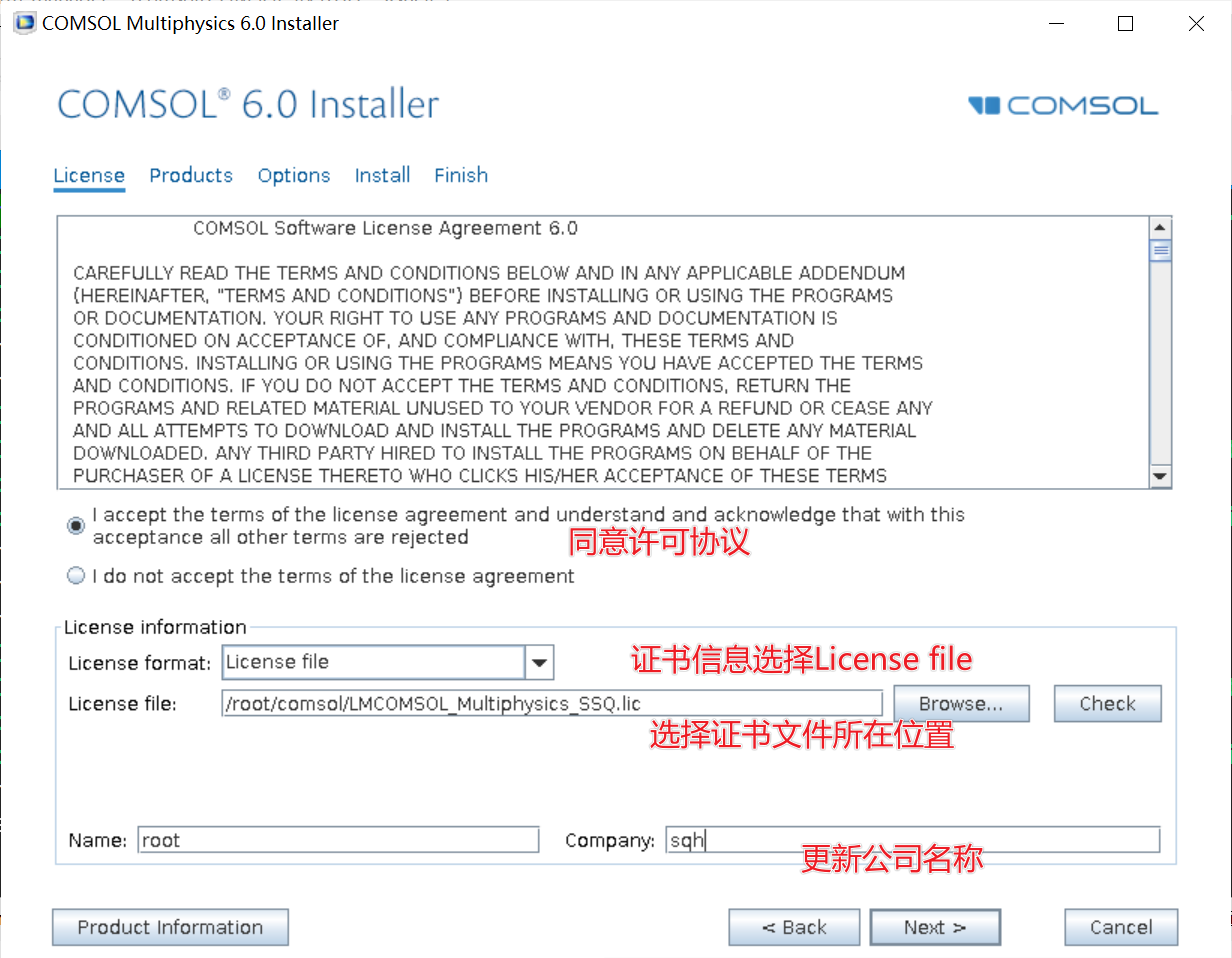 COMSOL Multiphysics 6.0 Installer
COMSOL® 6.0 Installer
COMSOL
License Products Options Install Finish
COMSOL Software License Agreement 6.0
CAREFULLY READ THE TERMS AND CONDITIONS BELOW AND IN ANY APPLICABLE ADDENDUM
{HEREINAFTER, "TERMS AND CONDITIONS"} BEFORE INSTALLING OR USING THE PROGRAMS
OR DOCUMENTATION. YOUR RIGHT TO USE ANY PROGRAMS AND DOCUMENTATION IS
CONDITIONED ON ACCEPTANCE OF, AND COMPLIANCE WITH, THESE TERMS AND
CONDITIONS. INSTALLING OR USING THE PROGRAMS MEANS YOU HAVE ACCEPTED THE TERMS
AND CONDITIONS. IF YOU DO NOT ACCEPT THE TERMS AND CONDITIONS, RETURN THE
PROGRAMS AND RELATED MATERIAL UNUSED TO YOUR VENDOR FOR A REFUND OR CEASE ANY
AND ALL ATTEMPTS TO DOWNLOAD AND INSTALL THE PROGRAMS AND DELETE ANY MATERIAL
DOWNLOADED. ANY THIRD PARTY HIRED TO INSTALL THE PROGRAMS ON BEHALF OF THE
PURCHASER OF A LICENSE THERETO WHO CLICKS HIS/HER ACCEPTANCE OF THESE TERMS
I accept the terms of the license agreement and understand and acknowledge that with this
acceptance all other terms are rejected
同意许可协议
I do not accept the terms of the license agreement
License information
License format: License file
证书信息选择License file
License file: /root/comsol/LMCOMSOL_Multiphysics_SSQ.lic Browse... Check
选择证书文件所在位置
Name: root Company: sqh
更新公司名称
Product Information < Back Next > Cancel